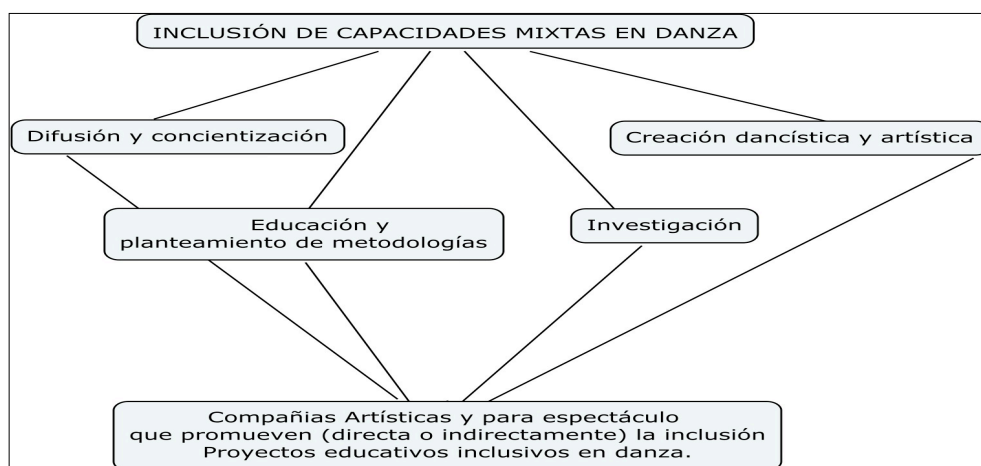 INCLUSIÓN DE CAPACIDADES MIXTAS EN DANZA
Difusión y concientización
Creación dancística y artística
Educación y
planteamiento de metodologías
Investigación
Compañias Artísticas y para espectáculo
que promueven (directa o indirectamente) la inclusión
Proyectos educativos inclusivos en danza.